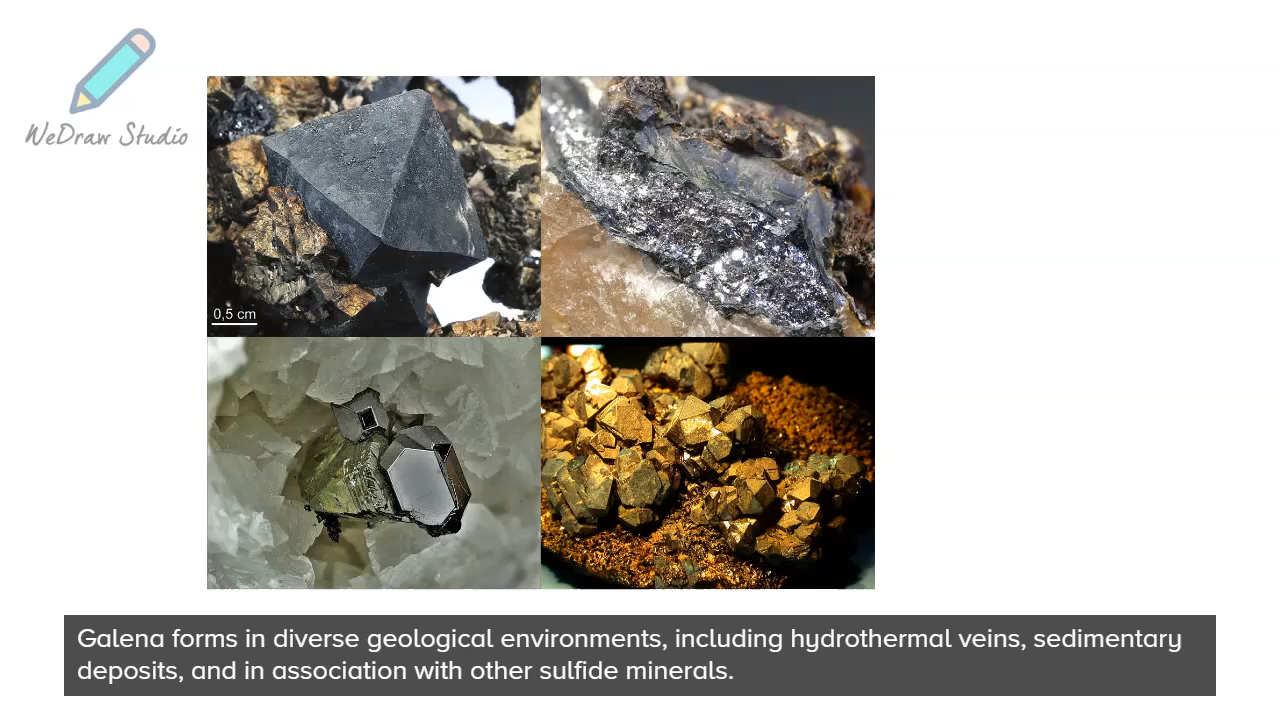 WeDraw Studio
0,5 cm
Galena forms in diverse geological environments, including hydrothermal veins, sedimentary
deposits, and in association with other sulfide minerals.